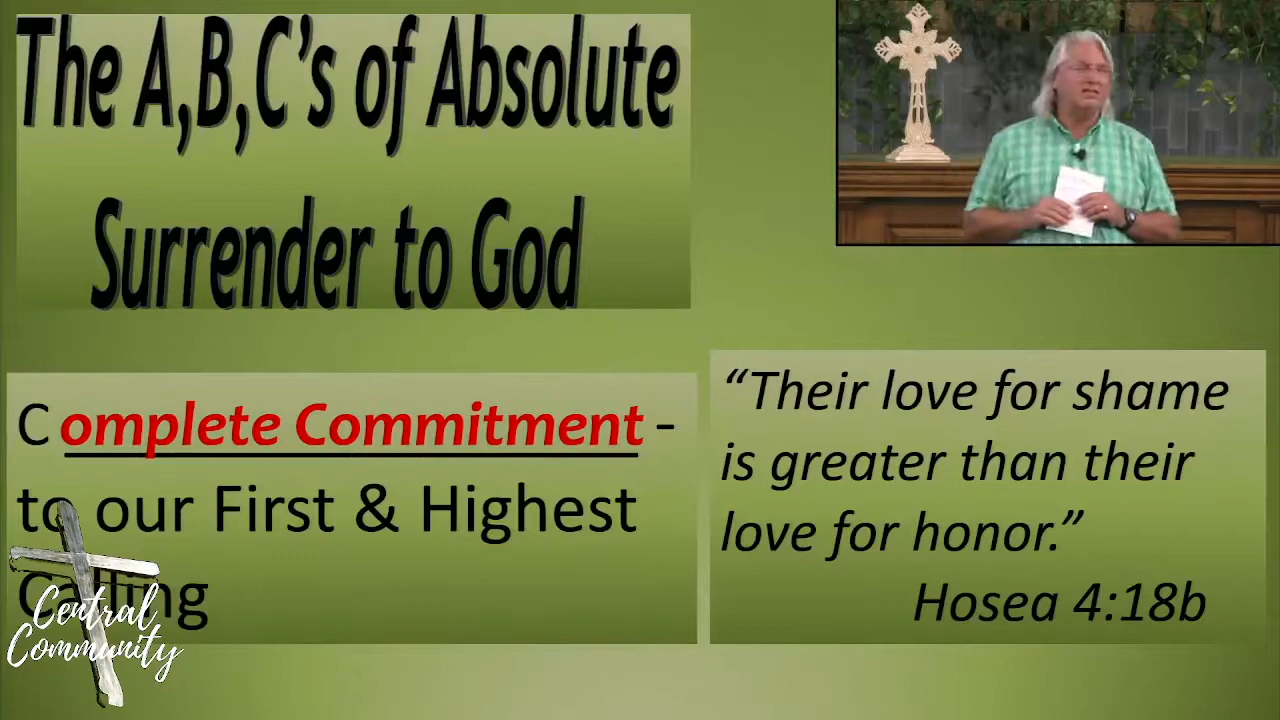 The A,B,C's of Absolute
Surrender to God
Complete Commitment -
to our First & Highest
Calling
“Their love for shame
is greater than their
love for honor.”
Hosea 4:18b
Central
Community